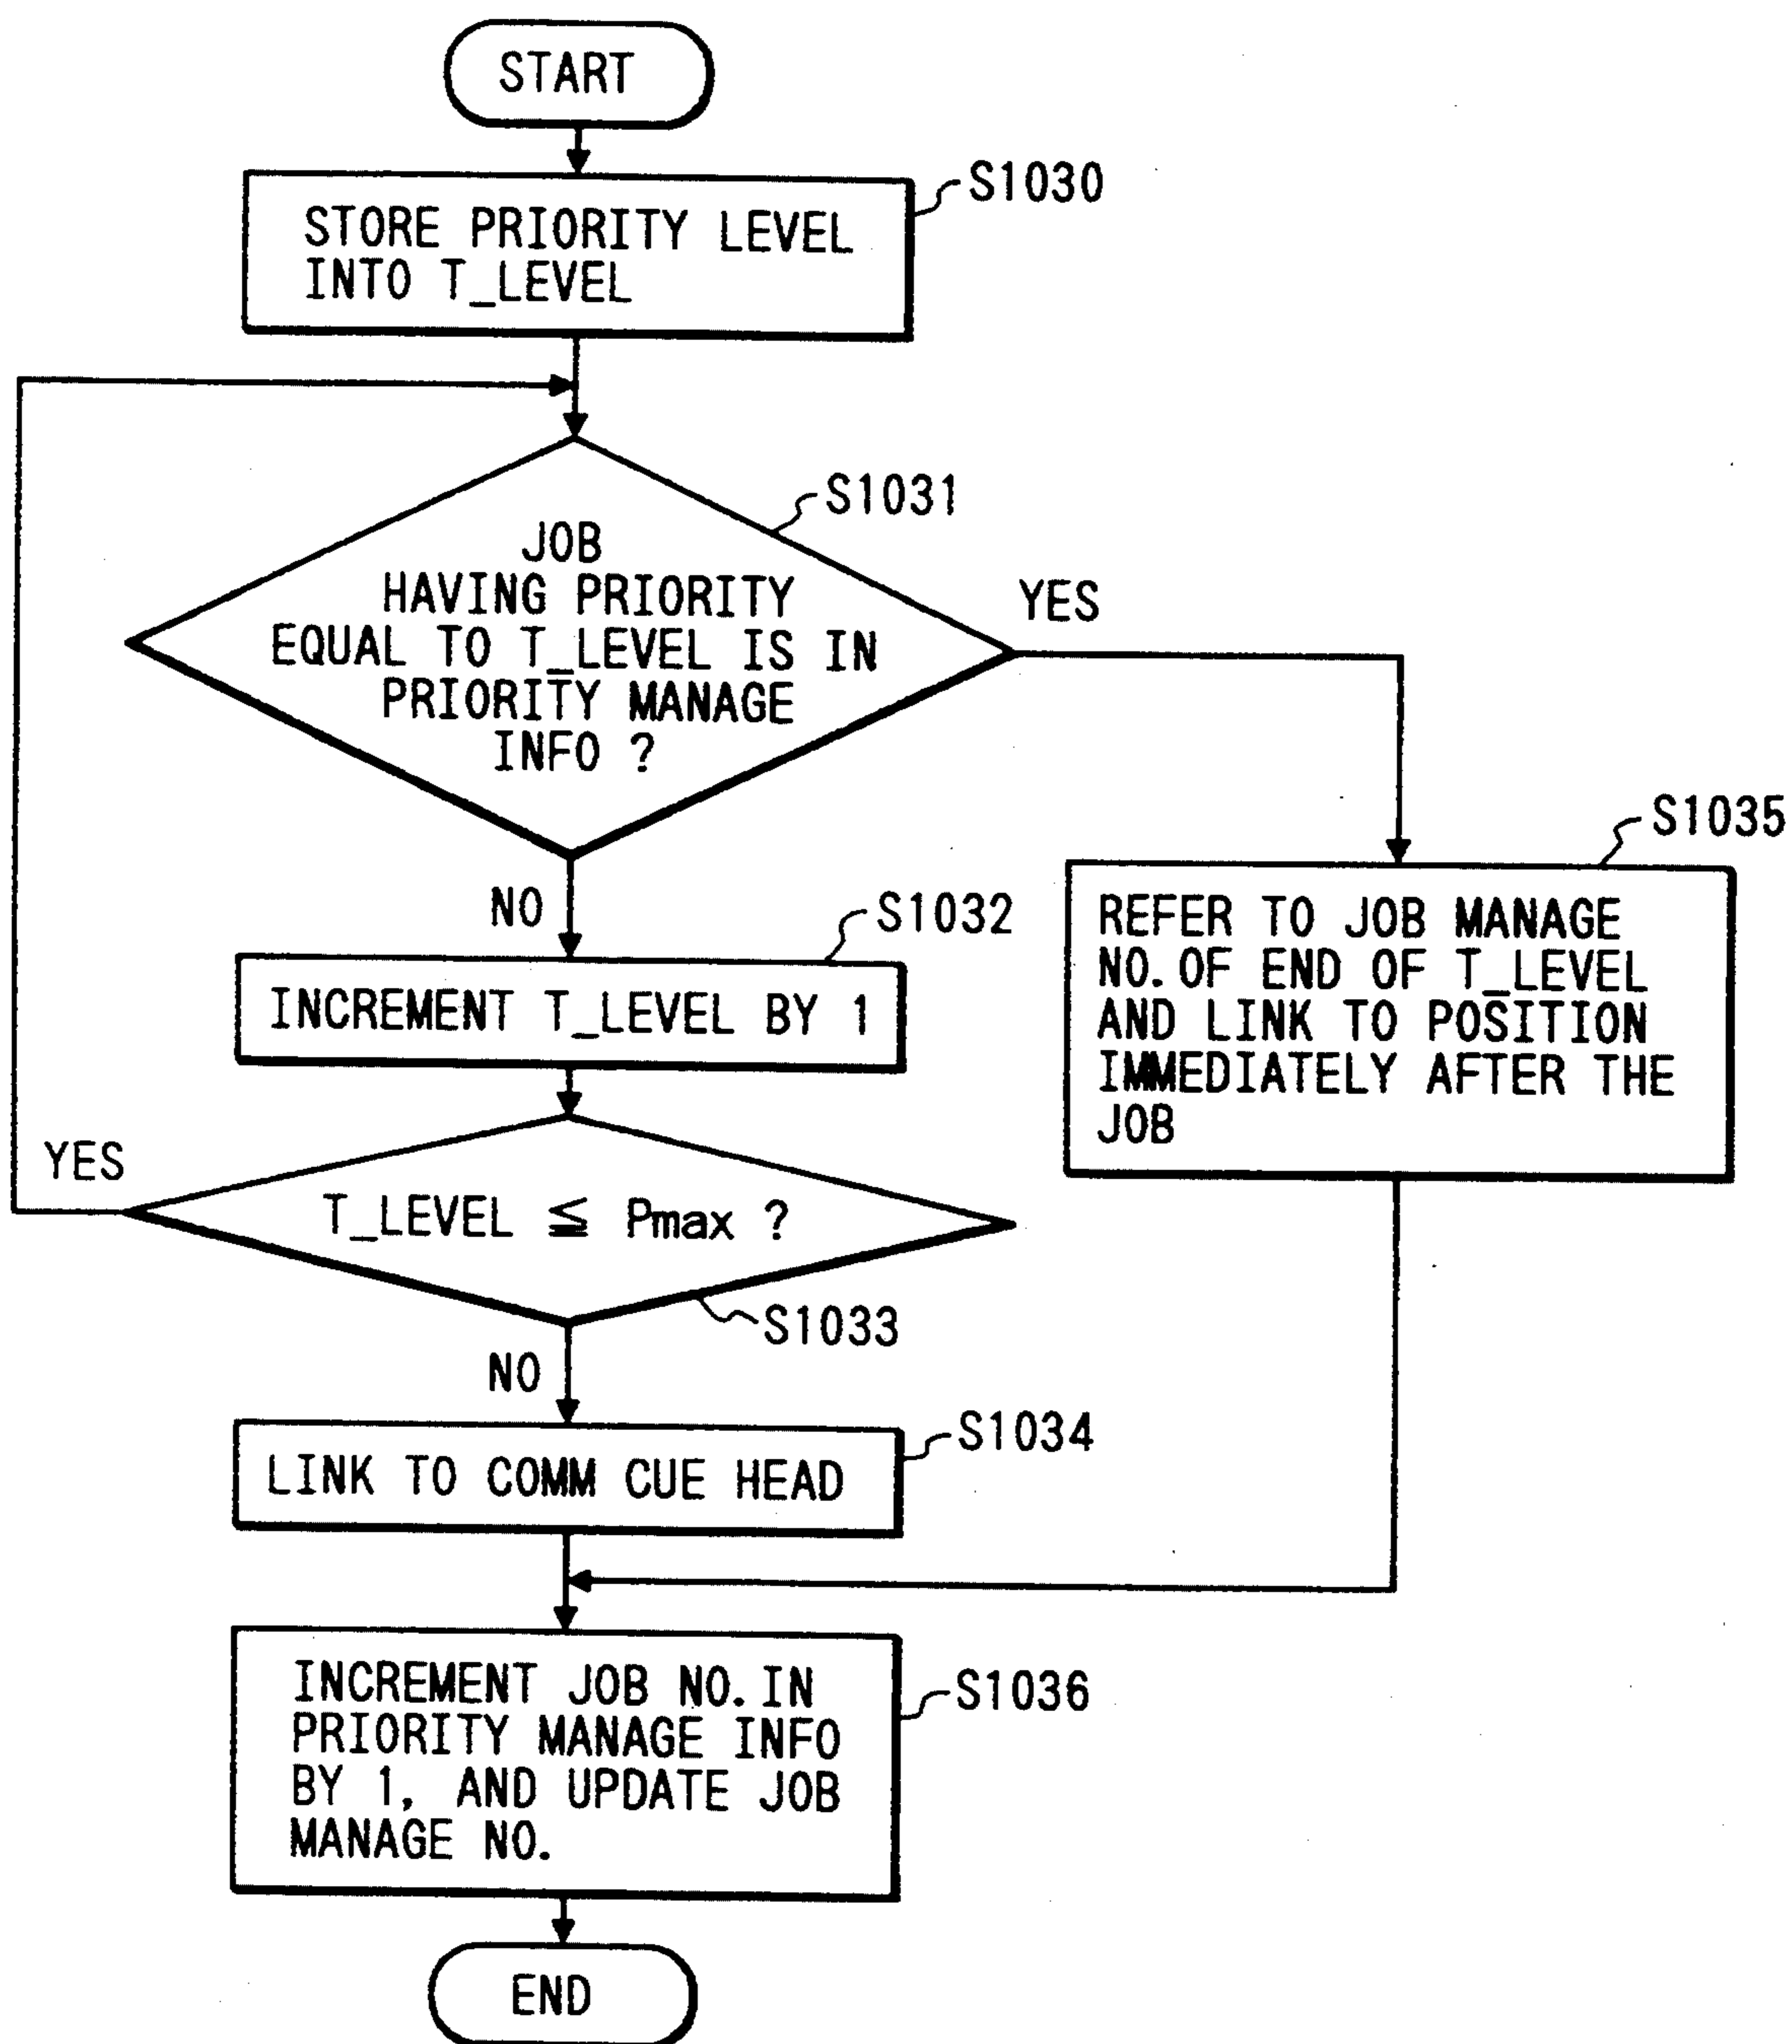 START
S1030
STORE PRIORITY LEVEL
INTO T_LEVEL
S1031
JOB
HAVING PRIORITY
EQUAL TO T_LEVEL IS IN
PRIORITY MANAGE
INFO ?
YES
NO
S1032
INCREMENT T_LEVEL BY 1
S1035
REFER TO JOB MANAGE
NO. OF END OF T_LEVEL
AND LINK TO POSITION
IMMEDIATELY AFTER THE
JOB
YES
T_LEVEL ≦ Pmax ?
S1033
NO
S1034
LINK TO COMM CUE HEAD
INCREMENT JOB NO. IN
PRIORITY MANAGE INFO
BY 1, AND UPDATE JOB
MANAGE NO.
S1036
END